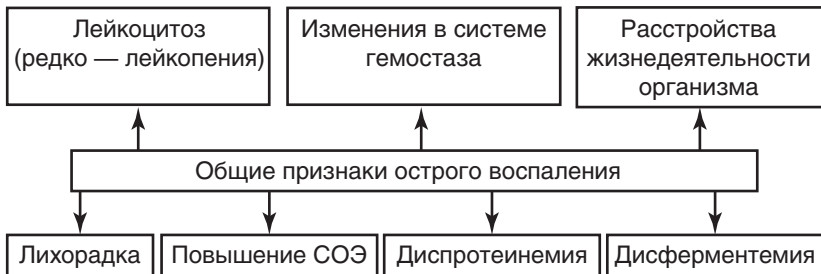 Лейкоцитоз
(редко — лейкопения)
Изменения в системе
гемостаза
Расстройства
жизнедеятельности
организма
Общие признаки острого воспаления
Лихорадка
Повышение СОЭ
Диспротеинемия
Дисферментемия